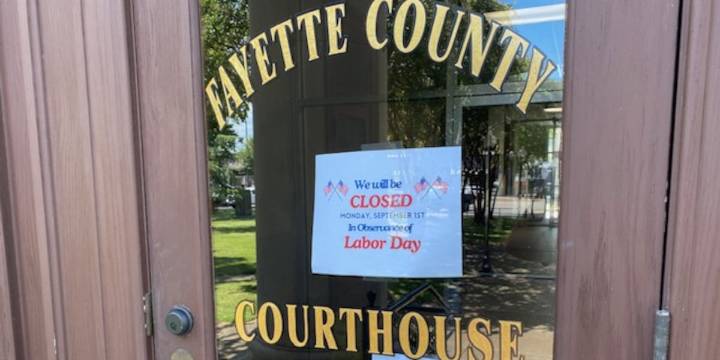 FAYETTE COUNTY
We will be
CLOSED
MONDAY, SEPTEMBER 1ST
In Observance of
Labor Day
COURTHOUSE